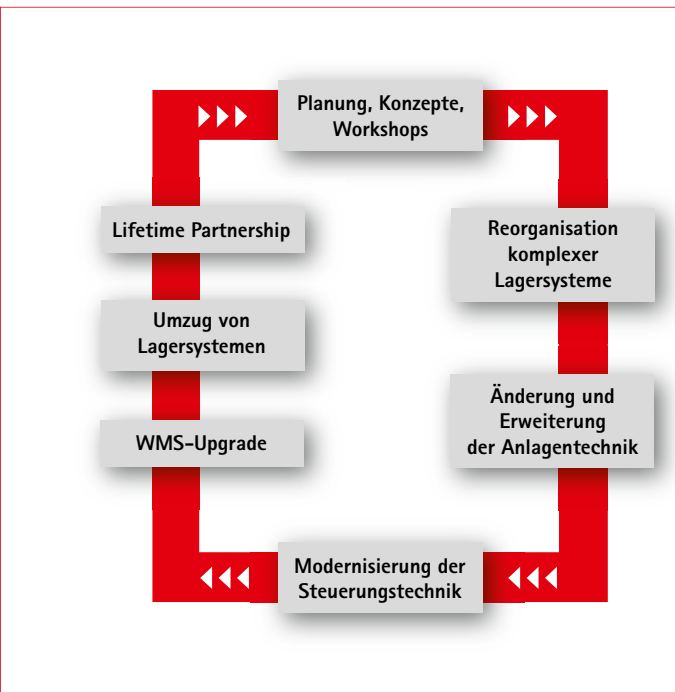 Planung, Konzepte,
Workshops
Lifetime Partnership
Reorganisation
komplexer
Lagersysteme
Umzug von
Lagersystemen
Änderung und
Erweiterung
der Anlagentechnik
WMS-Upgrade
Modernisierung der
Steuerungstechnik